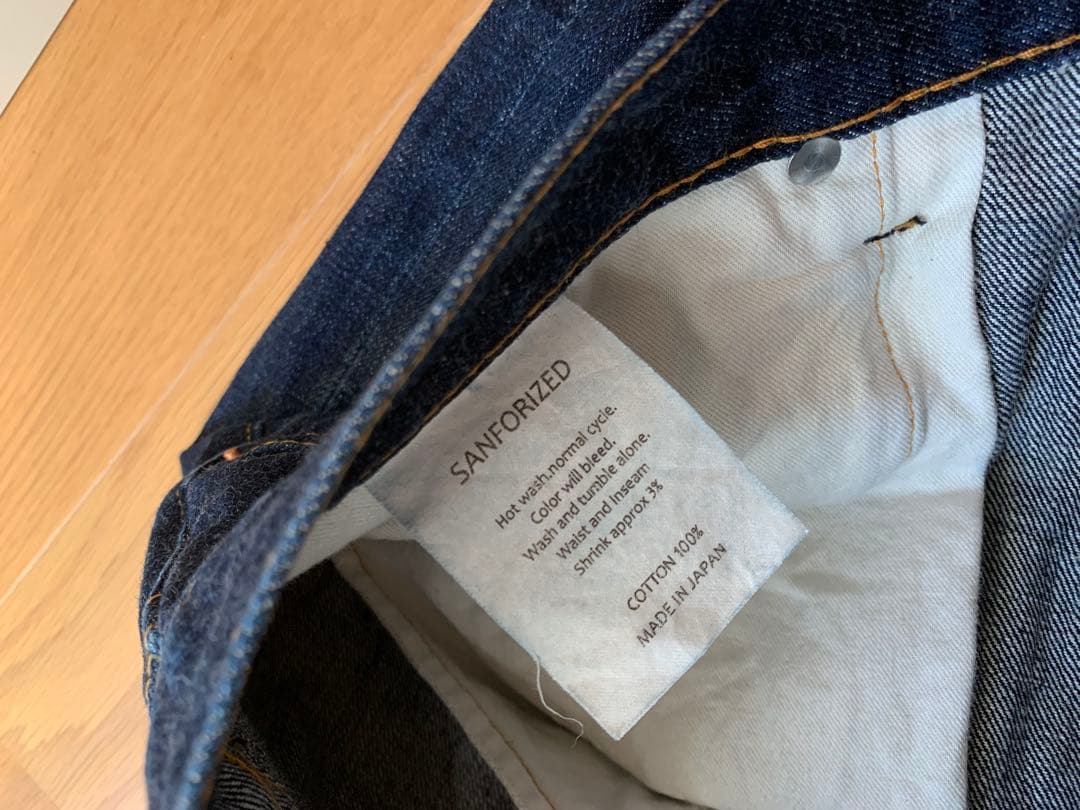 SANFORIZED
Hot wash.normal cycle.
Color will bleed.
Wash and tumble alone.
Waist and Inseam
Shrink approx 3%
COTTON 100%
MADE IN JAPAN